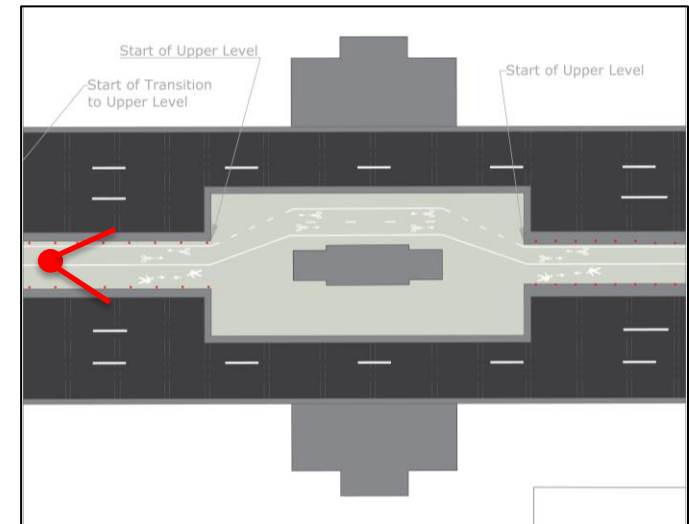 Start of Upper Level
Start of Transition
to Upper Level
Start of Upper Level